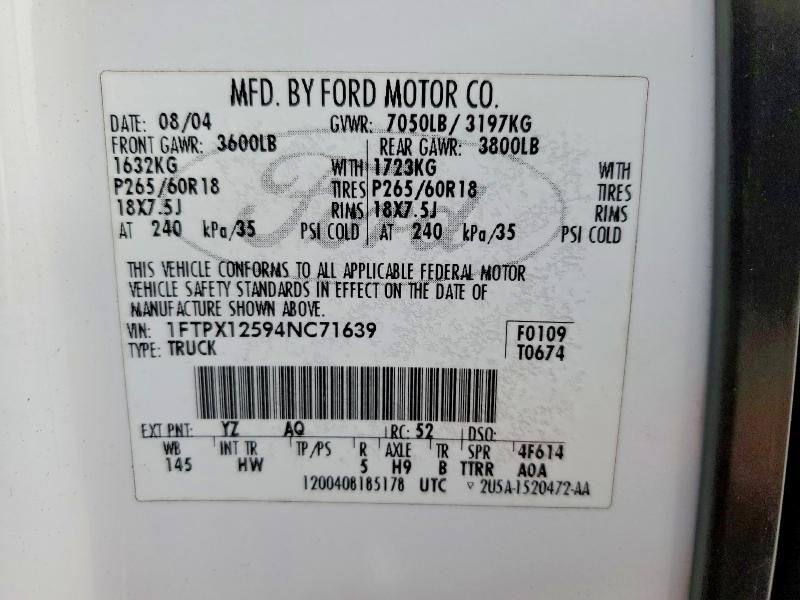 MFD. BY FORD MOTOR CO.
DATE: 08/04 GVWR: 7050LB/ 3197KG
FRONT GAWR: 3600LB REAR GAWR: 3800LB
1632KG WITH 1723KG WITH
P265/60R18 TIRES P265/60R18 TIRES
18X7.5J RIMS 18X7.5J RIMS
AT 240 kPa/35 PSI COLD AT 240 kPa/35 PSI COLD
Ford
THIS VEHICLE CONFORMS TO ALL APPLICABLE FEDERAL MOTOR
VEHICLE SAFETY STANDARDS IN EFFECT ON THE DATE OF
MANUFACTURE SHOWN ABOVE.
VIN: 1FTPX12594NC71639 F0109
TYPE: TRUCK T0674
EXT PNT: YZ AQ RC: 52 DSO:
WB INT TR TP/PS R AXLE TR SPR 4F614
145 HW 5 H9 B TTRR AOA
1200408185178 UTC ▽ 2U5A-1520472-AA